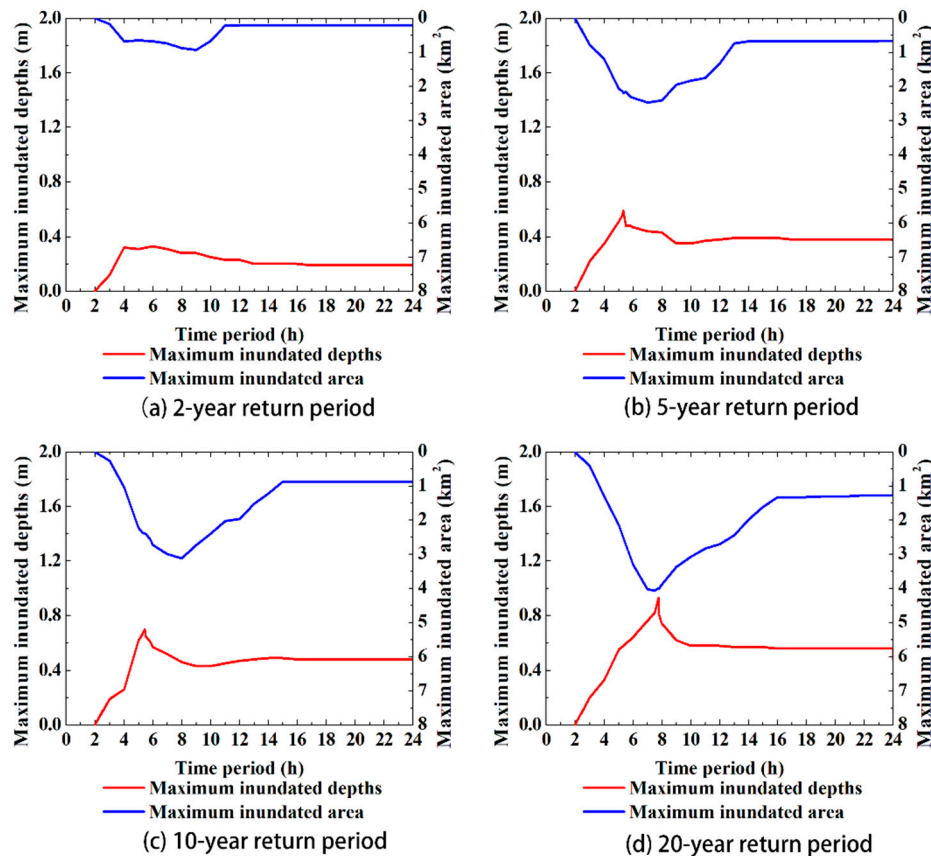 2.0
1.6
1.2
0.8
0.4
0.0
Maximum inundated depths (m)
0
1
2
3
4
5
6
7
8
Maximum inundated area (km²)
0 2 4 6 8 10 12 14 16 18 20 22 24
Time period (h)
Maximum inundated depths
Maximum inundated area
(a) 2-year return period
2.0
1.6
1.2
0.8
0.4
0.0
Maximum inundated depths (m)
0
1
2
3
4
5
6
7
8
Maximum inundated area (km²)
0 2 4 6 8 10 12 14 16 18 20 22 24
Time period (h)
Maximum inundated depths
Maximum inundated area
(b) 5-year return period
2.0
1.6
1.2
0.8
0.4
0.0
Maximum inundated depths (m)
0
1
2
3
4
5
6
7
8
Maximum inundated area (km²)
0 2 4 6 8 10 12 14 16 18 20 22 24
Time period (h)
Maximum inundated depths
Maximum inundated area
(c) 10-year return period
2.0
1.6
1.2
0.8
0.4
0.0
Maximum inundated depths (m)
0
1
2
3
4
5
6
7
8
Maximum inundated area (km²)
0 2 4 6 8 10 12 14 16 18 20 22 24
Time period (h)
Maximum inundated depths
Maximum inundated area
(d) 20-year return period